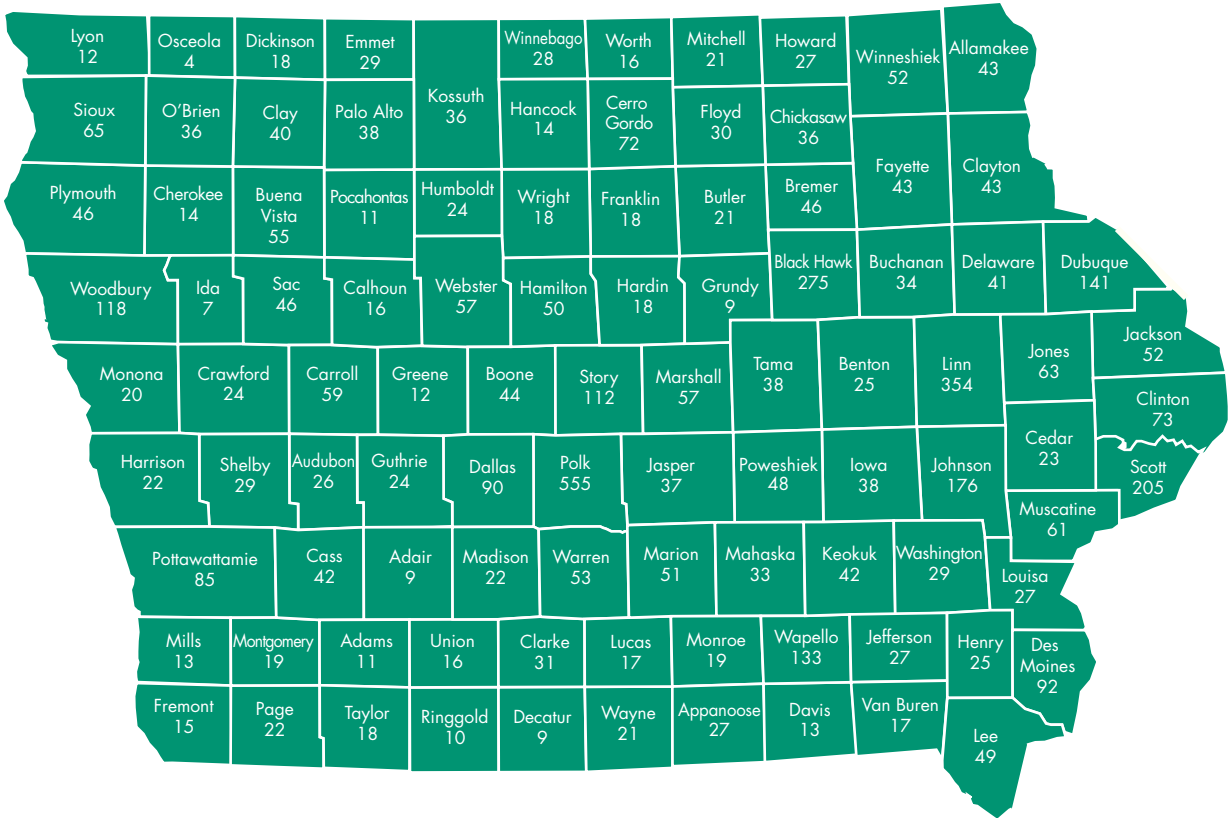 Lyon
12
Osceola
4
Dickinson
18
Emmet
29
Kossuth
36
Winnebago
28
Worth
16
Mitchell
21
Howard
27
Winneshiek
52
Allamakee
43
Sioux
65
O'Brien
36
Clay
40
Palo Alto
38
Hancock
14
Cerro
Gordo
72
Floyd
30
Chickasaw
36
Fayette
43
Clayton
43
Plymouth
46
Cherokee
14
Buena
Vista
55
Pocahontas
11
Humboldt
24
Wright
18
Franklin
18
Butler
21
Bremer
46
Woodbury
118
Ida
7
Sac
46
Calhoun
16
Webster
57
Hamilton
50
Hardin
18
Grundy
9
Black Hawk
275
Buchanan
34
Delaware
41
Dubuque
141
Jackson
52
Monona
20
Crawford
24
Carroll
59
Greene
12
Boone
44
Story
112
Marshall
57
Tama
38
Benton
25
Linn
354
Jones
63
Clinton
73
Harrison
22
Shelby
29
Audubon
26
Guthrie
24
Dallas
90
Polk
555
Jasper
37
Poweshiek
48
Iowa
38
Johnson
176
Cedar
23
Scott
205
Muscatine
61
Pottawattamie
85
Cass
42
Adair
9
Madison
22
Warren
53
Marion
51
Mahaska
33
Keokuk
42
Washington
29
Louisa
27
Mills
13
Montgomery
19
Adams
11
Union
16
Clarke
31
Lucas
17
Monroe
19
Wapello
133
Jefferson
27
Henry
25
Des
Moines
92
Fremont
15
Page
22
Taylor
18
Ringgold
10
Decatur
9
Wayne
21
Appanoose
27
Davis
13
Van Buren
17
Lee
49